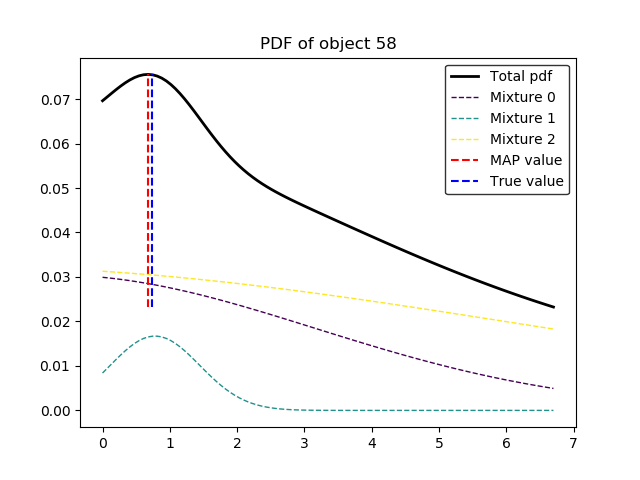 PDF of object 58
Total pdf
Mixture 0
Mixture 1
Mixture 2
MAP value
True value
0.07
0.06
0.05
0.04
0.03
0.02
0.01
0.00
0 1 2 3 4 5 6 7